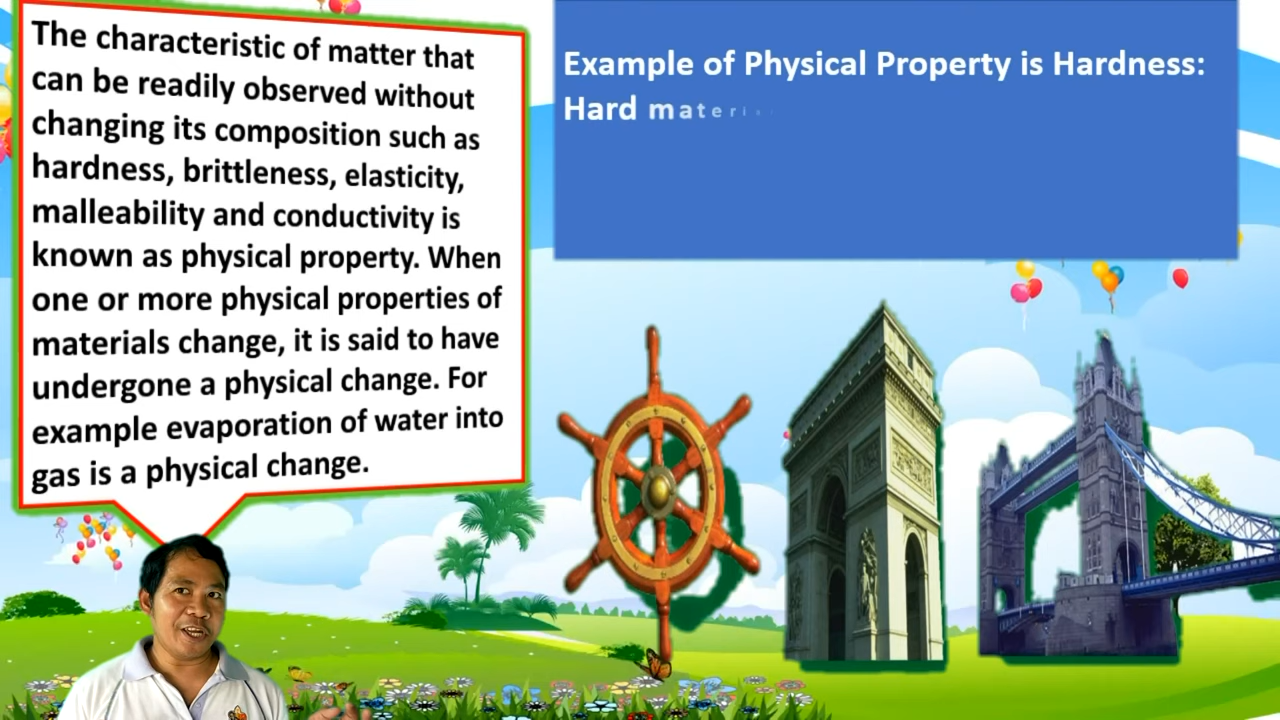 The characteristic of matter that
can be readily observed without
changing its composition such as
hardness, brittleness, elasticity,
malleability and conductivity is
known as physical property. When
one or more physical properties of
materials change, it is said to have
undergone a physical change. For
example evaporation of water into
gas is a physical change.
Example of Physical Property is Hardness:
Hard